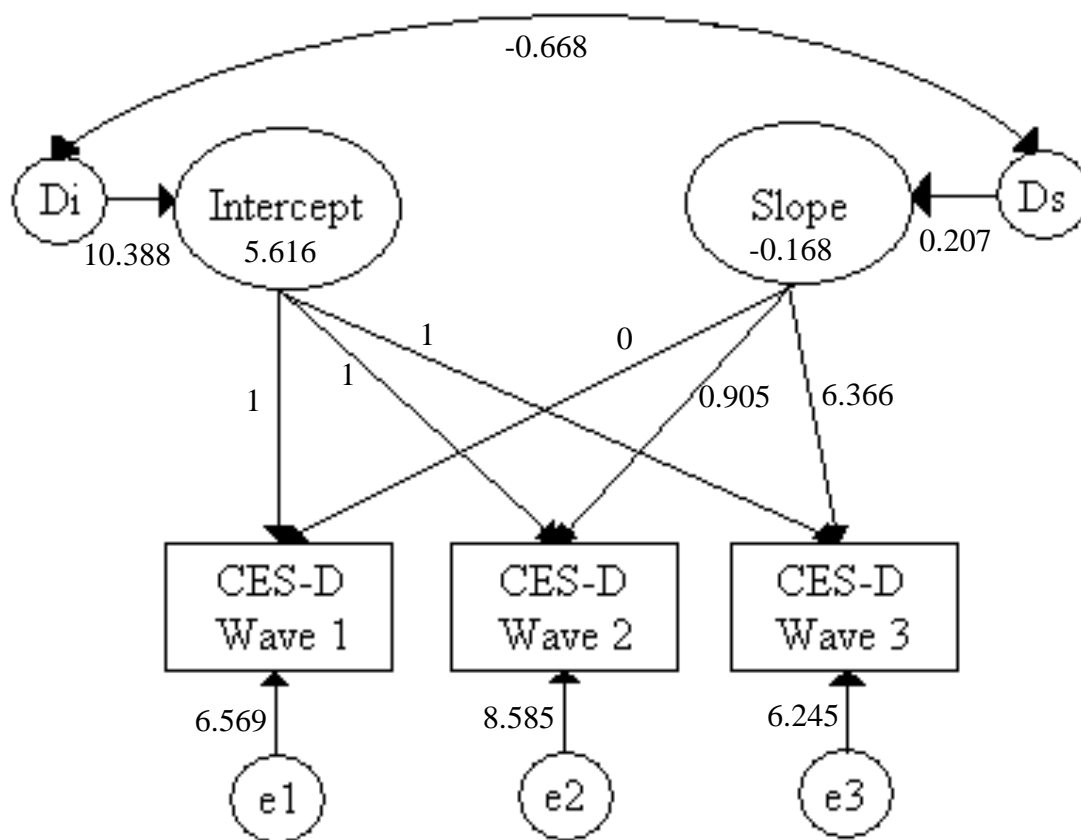 -0.668
Di
Intercept
Slope
Ds
10.388
5.616
-0.168
0.207
1
1
1
0
0.905
6.366
CES-D
Wave 1
CES-D
Wave 2
CES-D
Wave 3
6.569
8.585
6.245
e1
e2
e3